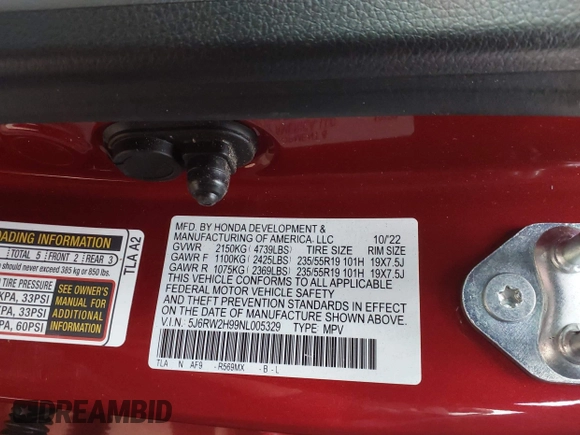 MFD. BY HONDA DEVELOPMENT &
MANUFACTURING OF AMERICA, LLC 10/'22
GVWR 2150KG( 4739LBS) TIRE SIZE RIM SIZE
GAWR F 1100KG( 2425LBS) 235/55R19 101H 19X7.5J
GAWR R 1075KG( 2369LBS) 235/55R19 101H 19X7.5J
THIS VEHICLE CONFORMS TO ALL APPLICABLE
FEDERAL MOTOR VEHICLE SAFETY
AND THEFT PREVENTION STANDARDS IN EFFECT
ON THE DATE OF MANUFACTURE SHOWN ABOVE.
V.I.N. 5J6RW2H99NL005329 TYPE MPV
TLA N AF9 - R569MX - B - L
OADING INFORMATION
TOTAL 5 FRONT 2 REAR 3
should never exceed 385 kg or 850 lbs.
TIRE PRESSURE
KPA, 33PSI
KPA, 33PSI
PA, 60PSI
SEE OWNER'S
MANUAL FOR
ADDITIONAL
INFORMATION
TLA A2
DREAMBID